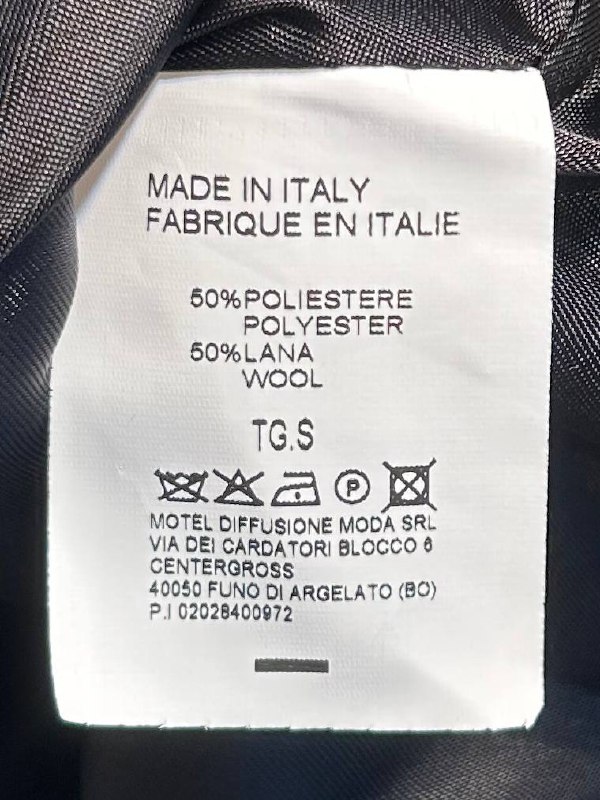 MADE IN ITALY
FABRIQUE EN ITALIE
50%POLIESTERE
POLYESTER
50%LANA
WOOL
TG.S
P
MOTEL DIFFUSIONE MODA SRL
VIA DEI CARDATORI BLOCCO 6
CENTERGROSS
40050 FUNO DI ARGELATO (BO)
P.I 02028400972